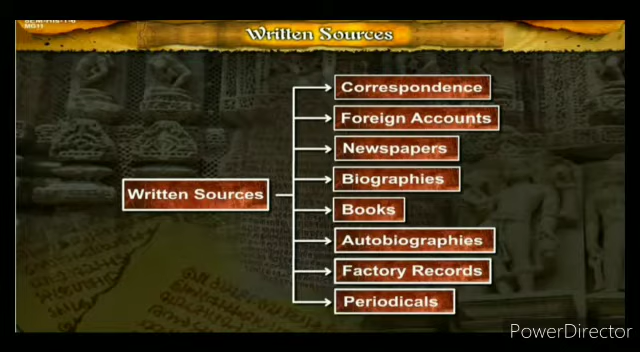 Written Sources
Correspondence
Foreign Accounts
Newspapers
Biographies
Written Sources
Books
Autobiographies
Factory Records
Periodicals
PowerDirector